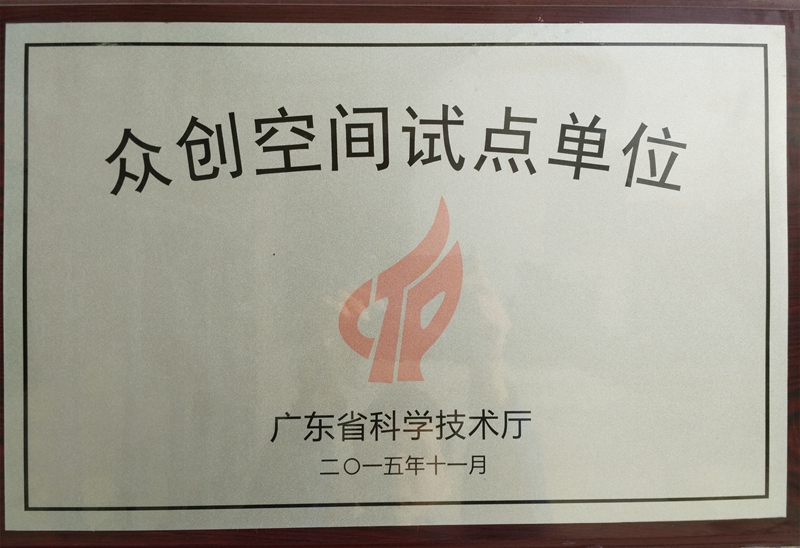 众创空间试点单位
广东省科学技术厅
二〇一五年十一月